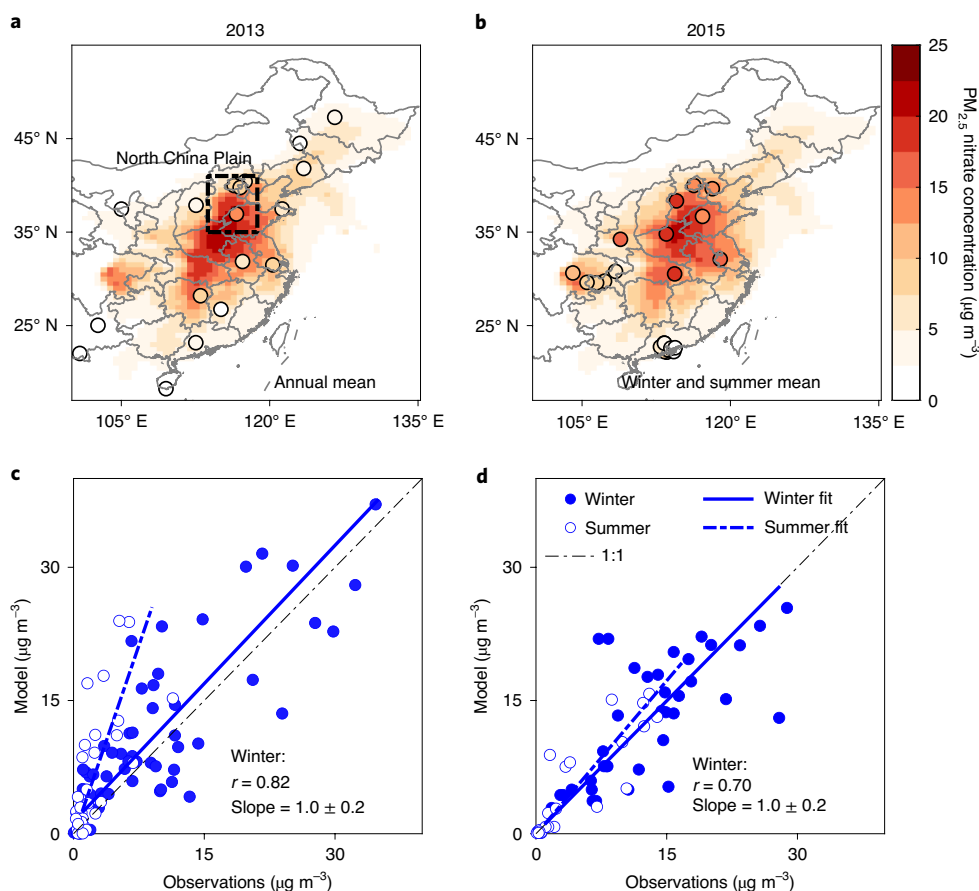 a
2013
North China Plain
Annual mean
45° N
35° N
25° N
105° E
120° E
135° E
b
2015
Winter and summer mean
45° N
35° N
25° N
105° E
120° E
135° E
25
20
15
10
5
0
PM2.5 nitrate concentration (μg m−3)
c
Model (μg m−3)
30
15
0
0
15
30
Observations (μg m−3)
Winter:
r = 0.82
Slope = 1.0 ± 0.2
d
Winter
Winter fit
Summer
Summer fit
1:1
Model (μg m−3)
30
15
0
0
15
30
Observations (μg m−3)
Winter:
r = 0.70
Slope = 1.0 ± 0.2